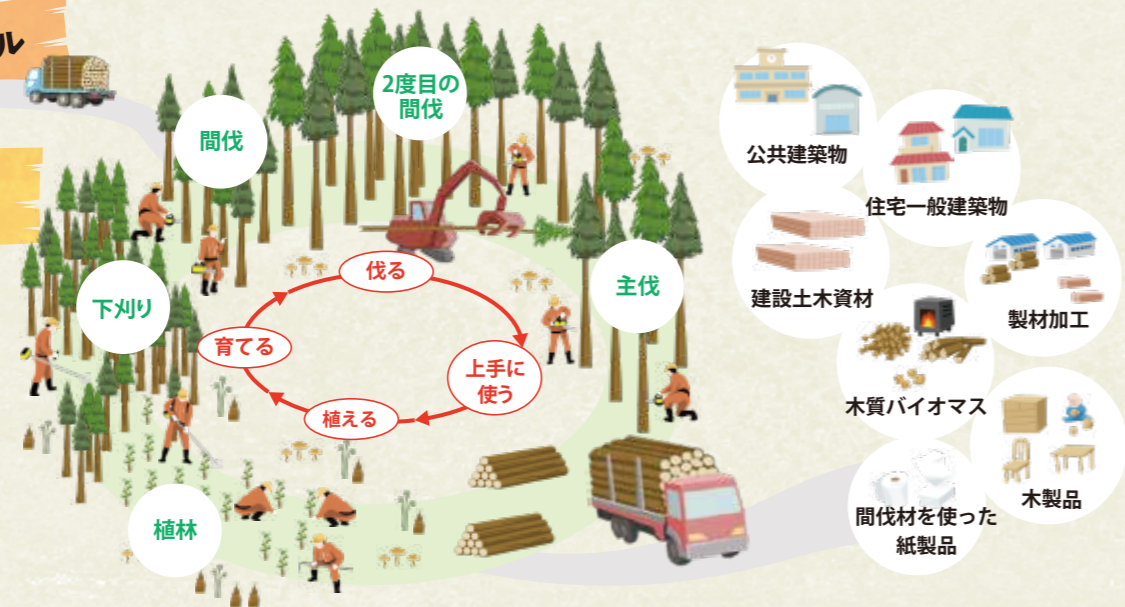 ル
間伐
2度目の
間伐
下刈り
主伐
植林
伐る
上手に
使う
植える
育てる
公共建築物
住宅一般建築物
建設土木資材
製材加工
木質バイオマス
木製品
間伐材を使った
紙製品